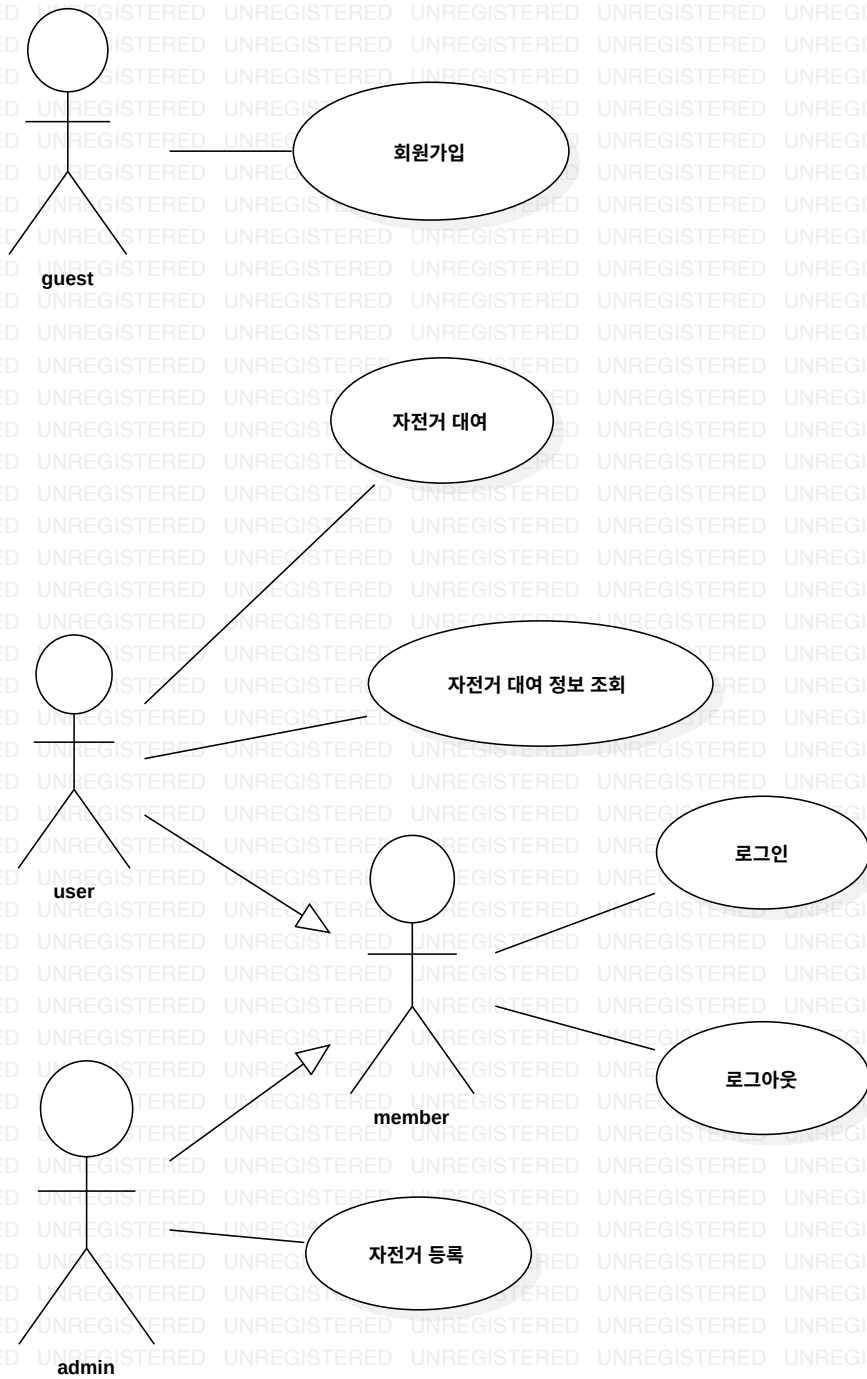 회원가입
guest
자전거 대여
자전거 대여 정보 조회
user
로그인
로그아웃
member
자전거 등록
admin
UNREGISTERED